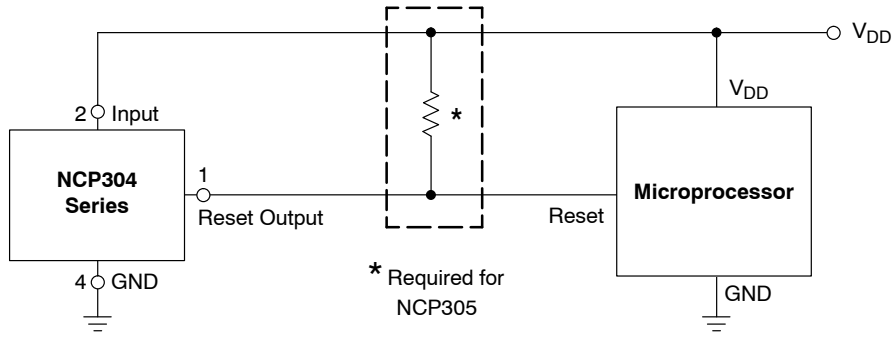 V_DD
V_DD
2 Input
*
NCP304
Series
1
Reset Output
Microprocessor
Reset
4 GND
* Required for
NCP305
GND